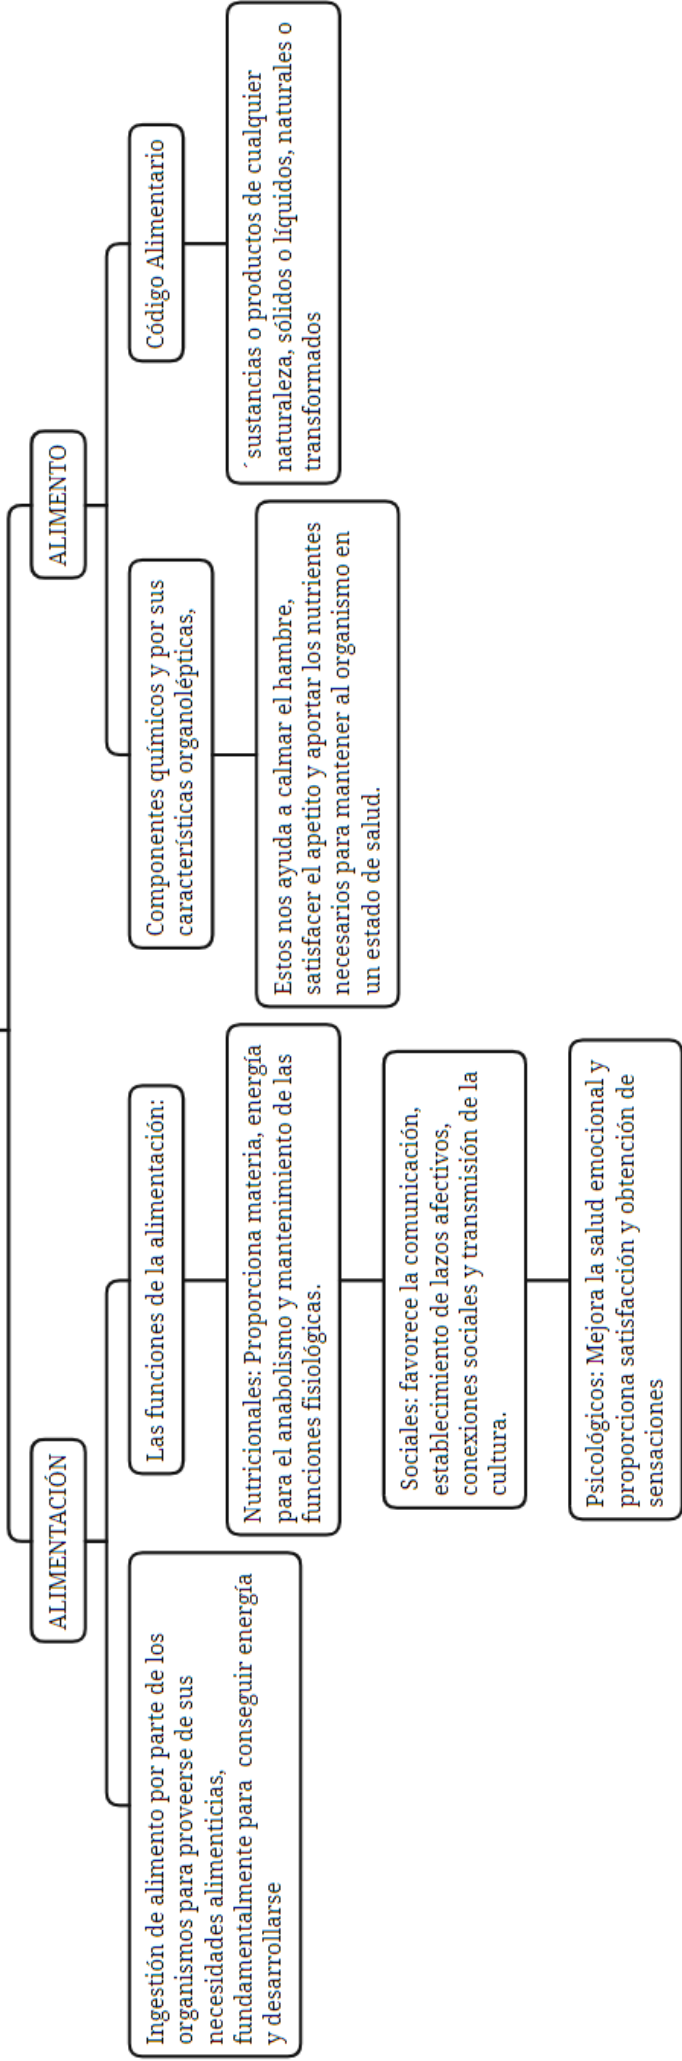 ALIMENTACIÓN
Ingestión de alimento por parte de los
organismos para proveerse de sus
necesidades alimenticias,
fundamentalmente para conseguir energía
y desarrollarse
Las funciones de la alimentación:
Nutricionales: Proporciona materia, energía
para el anabolismo y mantenimiento de las
funciones fisiológicas.
Sociales: favorece la comunicación,
establecimiento de lazos afectivos,
conexiones sociales y transmisión de la
cultura.
Psicológicos: Mejora la salud emocional y
proporciona satisfacción y obtención de
sensaciones
ALIMENTO
Componentes químicos y por sus
características organolépticas,
Estos nos ayuda a calmar el hambre,
satisfacer el apetito y aportar los nutrientes
necesarios para mantener al organismo en
un estado de salud.
Código Alimentario
´sustancias o productos de cualquier
naturaleza, sólidos o líquidos, naturales o
transformados